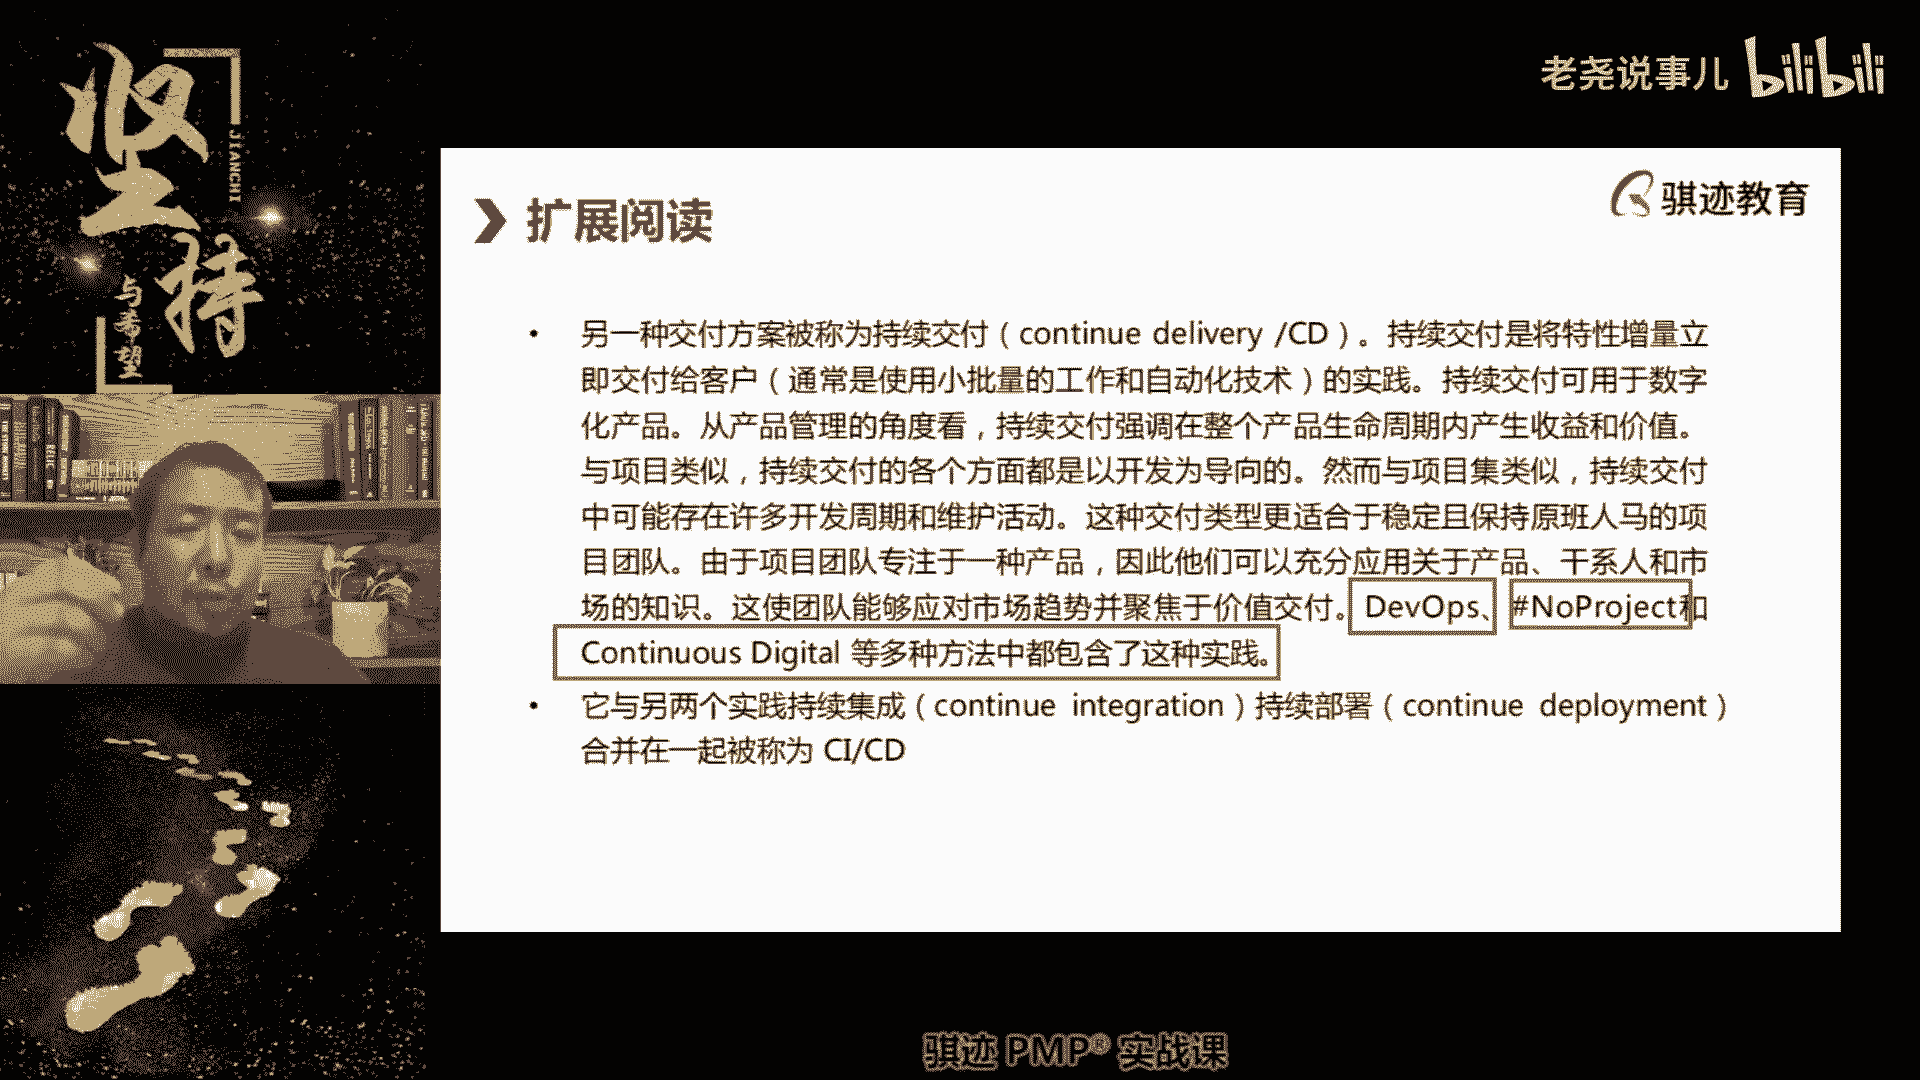 坚持
JIANCHI
与希望
老尧说事儿 bilibili
骐迹教育
扩展阅读
• 另一种交付方案被称为持续交付（continue delivery /CD）。持续交付是将特性增量立
即交付给客户（通常是使用小批量的工作和自动化技术）的实践。持续交付可用于数字
化产品。从产品管理的角度看，持续交付强调在整个产品生命周期内产生收益和价值。
与项目类似，持续交付的各个方面都是以开发为导向的。然而与项目集类似，持续交付
中可能存在许多开发周期和维护活动。这种交付类型更适合于稳定且保持原班人马的项
目团队。由于项目团队专注于一种产品，因此他们可以充分应用关于产品、干系人和市
场的知识。这使团队能够应对市场趋势并聚焦于价值交付。DevOps、#NoProject和
Continuous Digital 等多种方法中都包含了这种实践。
• 它与另两个实践持续集成（continue integration）持续部署（continue deployment）
合并在一起被称为 CI/CD
骐迹 PMP® 实战课